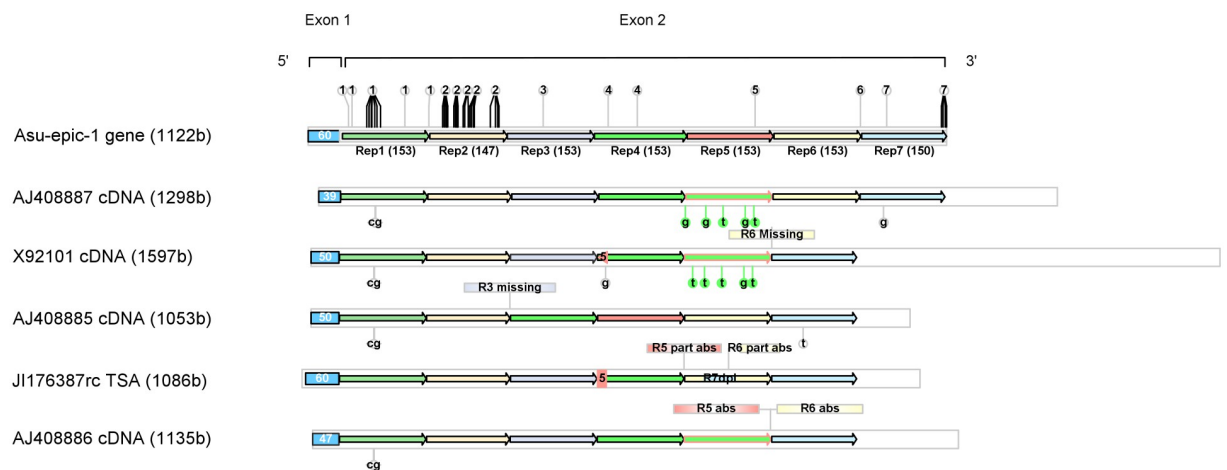 Exon 1 Exon 2
5' 3'
1 1 1 1 1 2 2 2 2 2 3 4 4 5 6 7 7
Asu-epic-1 gene (1122b) 60
Rep1 (153) Rep2 (147) Rep3 (153) Rep4 (153) Rep5 (153) Rep6 (153) Rep7 (150)
AJ408887 cDNA (1298b) 39
cg g g t g t g
R6 Missing
X92101 cDNA (1597b) 50 5
cg g t t t g t
R3 missing
AJ408885 cDNA (1053b) 50
cg t
R5 part abs R6 part abs
JI176387rc TSA (1086b) 60 5 R7dpl
R5 abs R6 abs
AJ408886 cDNA (1135b) 47
cg